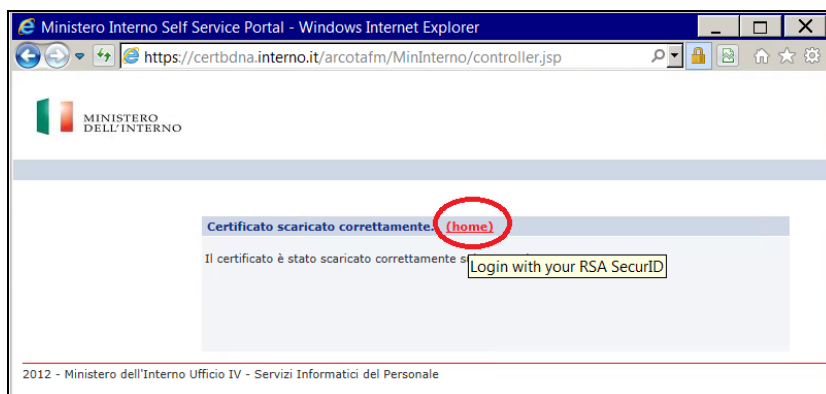 Ministero Interno Self Service Portal - Windows Internet Explorer
https://certbdna.interno.it/arcotafm/MinInterno/controller.jsp
MINISTERO
DELL'INTERNO
Certificato scaricato correttamente. (home)
Il certificato è stato scaricato correttamente
Login with your RSA SecurID
2012 - Ministero dell'Interno Ufficio IV - Servizi Informatici del Personale